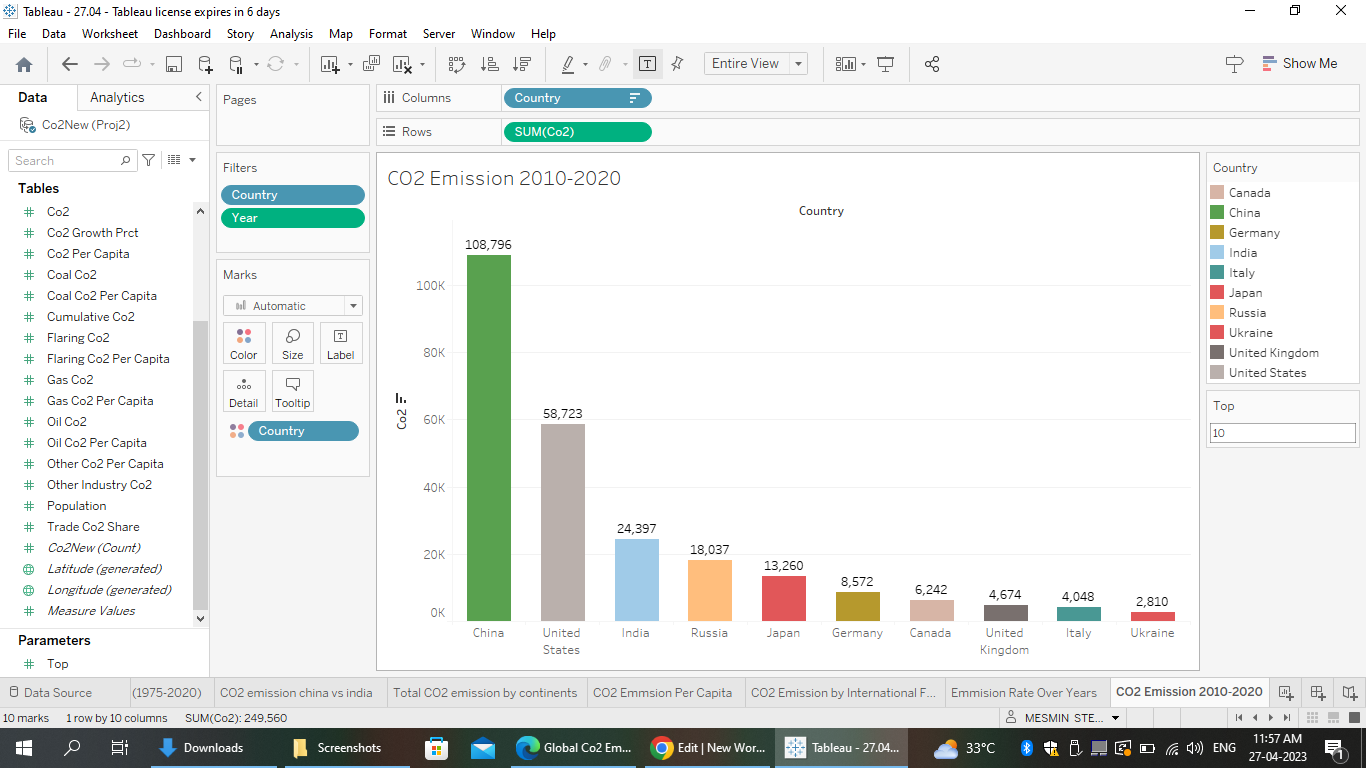 Tableau - 27.04 - Tableau license expires in 6 days
File Data Worksheet Dashboard Story Analysis Map Format Server Window Help
Entire View
Show Me
Data Analytics
Co2New (Proj2)
Search
Tables
Co2
Co2 Growth Prct
Co2 Per Capita
Coal Co2
Coal Co2 Per Capita
Cumulative Co2
Flaring Co2
Flaring Co2 Per Capita
Gas Co2
Gas Co2 Per Capita
Oil Co2
Oil Co2 Per Capita
Other Co2 Per Capita
Other Industry Co2
Population
Trade Co2 Share
Co2New (Count)
Latitude (generated)
Longitude (generated)
Measure Values
Parameters
Top
Pages
Filters
Country
Year
Marks
Automatic
Color Size Label
Detail Tooltip
Country
Columns Country
Rows SUM(Co2)
CO2 Emission 2010-2020
Country
108,796
58,723
24,397
18,037
13,260
8,572
6,242
4,674
4,048
2,810
100K
80K
60K
40K
20K
0K
Co2
China
United States
India
Russia
Japan
Germany
Canada
United Kingdom
Italy
Ukraine
Country
Canada
China
Germany
India
Italy
Japan
Russia
Ukraine
United Kingdom
United States
Top
10
Data Source (1975-2020) CO2 emission china vs india Total CO2 emission by continents CO2 Emmsion Per Capita CO2 Emission by International F... Emmision Rate Over Years CO2 Emission 2010-2020
10 marks 1 row by 10 columns SUM(Co2): 249.560 MESMIN STE...
Downloads Screenshots Global Co2 Em... Edit | New Wor... Tableau - 27.04... 33°C ENG 11:57 AM
27-04-2023
1